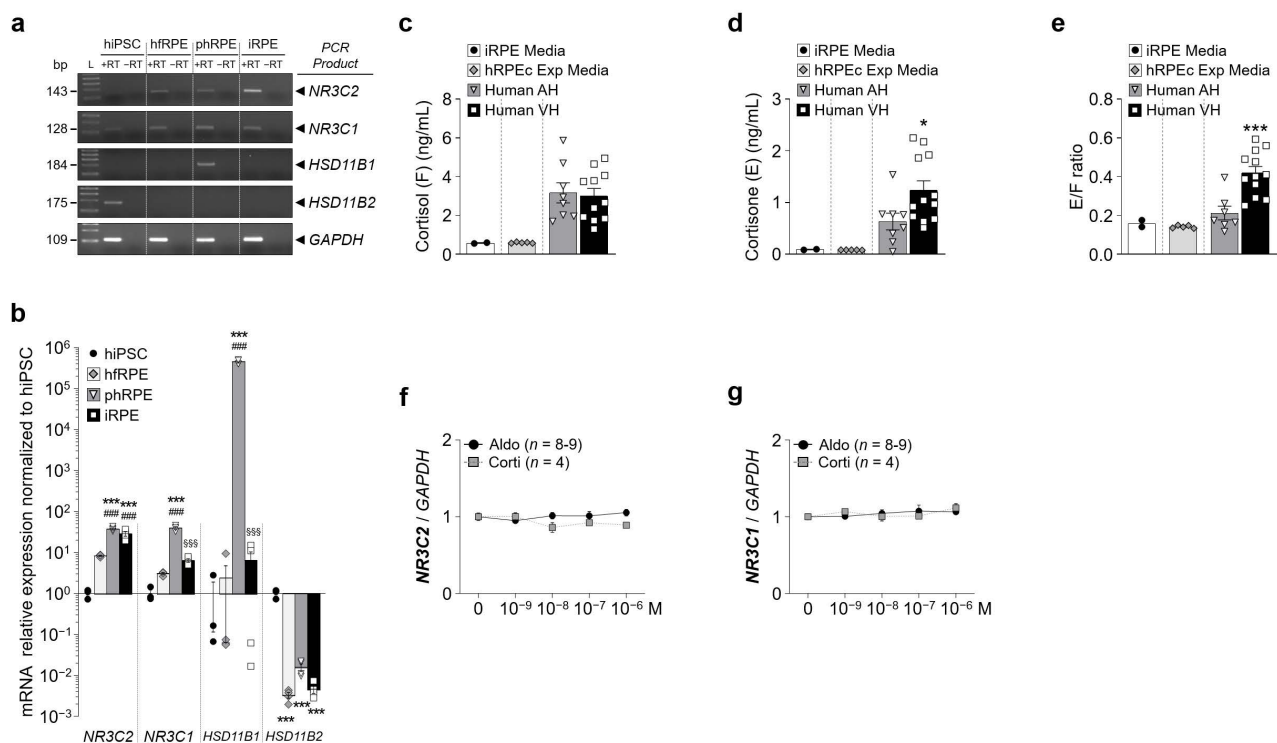 a
hiPSC hfRPE phRPE iRPE PCR Product
bp L +RT −RT +RT −RT +RT −RT +RT −RT
143 NR3C2
128 NR3C1
184 HSD11B1
175 HSD11B2
109 GAPDH
b
mRNA relative expression normalized to hiPSC
hiPSC
hfRPE
phRPE
iRPE
10⁶
10⁵
10⁴
10³
10²
10¹
10⁰
10⁻¹
10⁻²
10⁻³
*** ###
*** ###
*** ###
§§§
*** ###
§§§
*** *** ***
NR3C2 NR3C1 HSD11B1 HSD11B2
c
iRPE Media
hRPEc Exp Media
Human AH
Human VH
Cortisol (F) (ng/mL)
8
6
4
2
0
d
iRPE Media
hRPEc Exp Media
Human AH
Human VH
Cortisone (E) (ng/mL)
3
2
1
0
*
e
iRPE Media
hRPEc Exp Media
Human AH
Human VH
E/F ratio
0.8
0.6
0.4
0.2
0.0
***
f
NR3C2 / GAPDH
Aldo (n = 8-9)
Corti (n = 4)
2
1
0
0 10⁻⁹ 10⁻⁸ 10⁻⁷ 10⁻⁶ M
g
NR3C1 / GAPDH
Aldo (n = 8-9)
Corti (n = 4)
2
1
0
0 10⁻⁹ 10⁻⁸ 10⁻⁷ 10⁻⁶ M